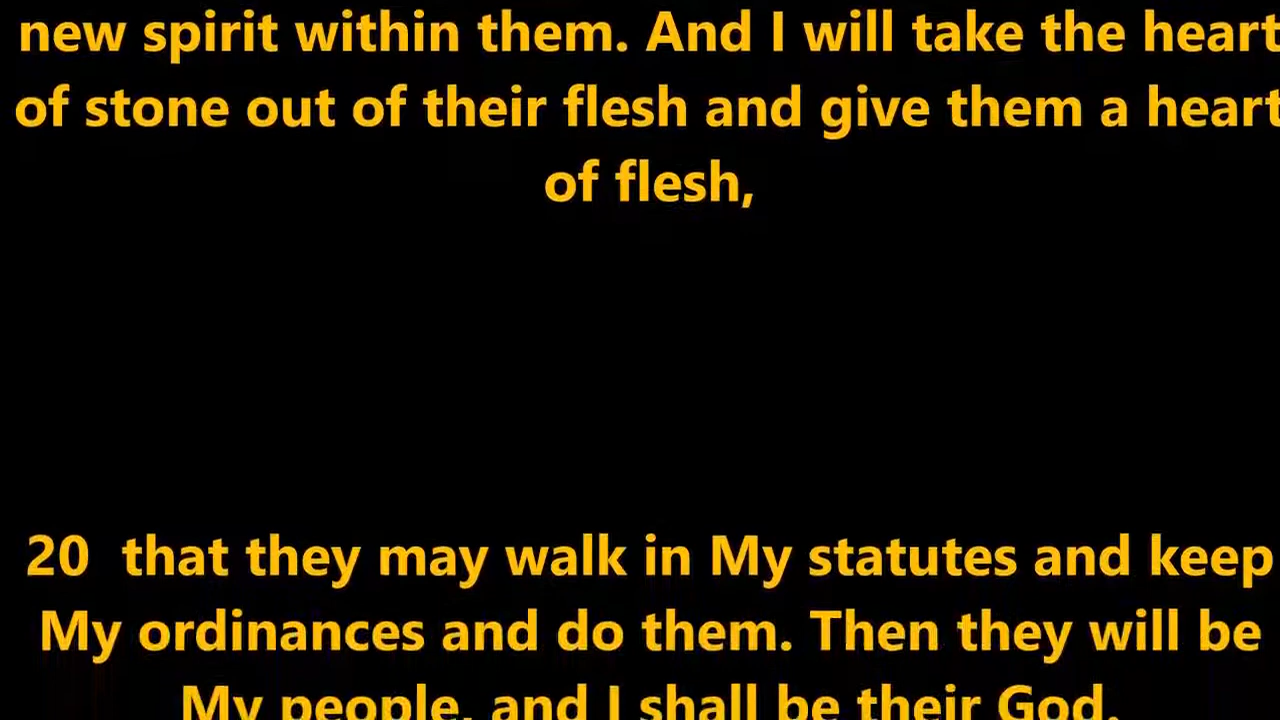 new spirit within them. And I will take the heart
of stone out of their flesh and give them a heart
of flesh,
20 that they may walk in My statutes and keep
My ordinances and do them. Then they will be
My people, and I shall be their God.